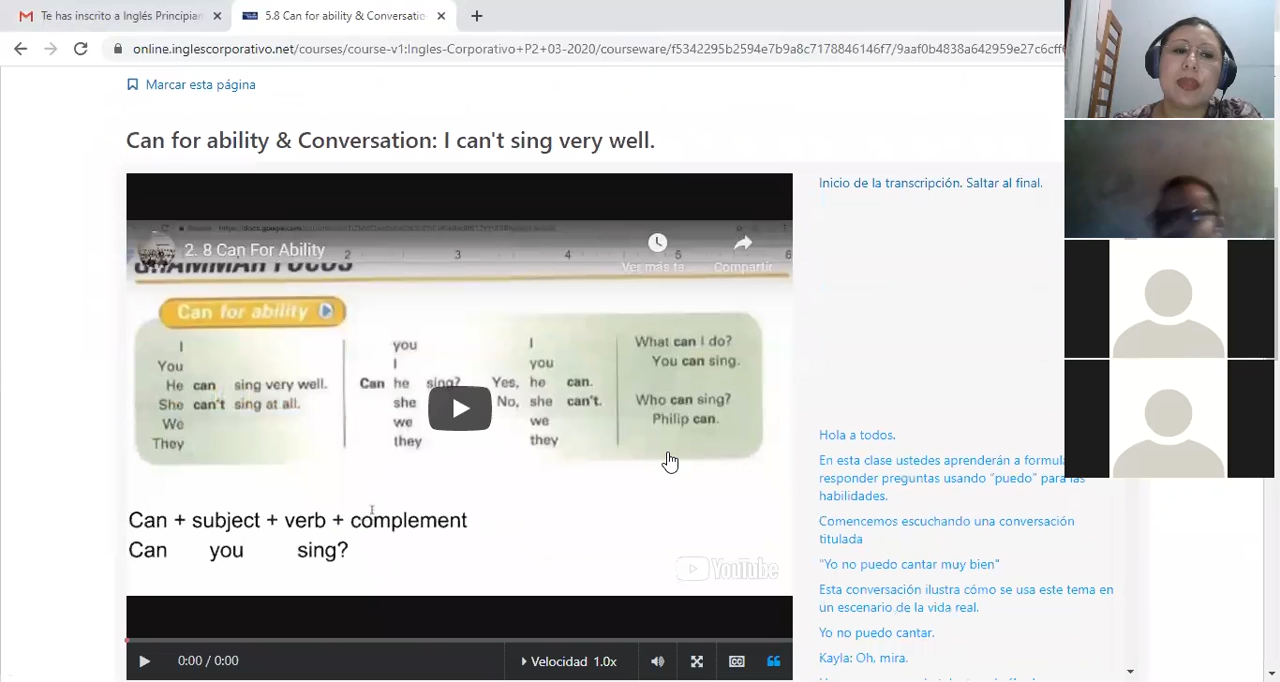 Te has inscrito a Inglés Principian
5.8 Can for ability & Conversatio
online.inglescorporativo.net/courses/course-v1:Ingles-Corporativo+P2+03-2020/courseware/f5342295b2594e7b9a8c7178846146f7/9aaf0b4838a642959e27c6cff
Marcar esta página
Can for ability & Conversation: I can't sing very well.
2. 8 Can For Ability
Ver más ta... Compartir
2 3 4 5 6
GRAMMAR FOCUS
Can for ability
I
You
He can sing very well.
She can't sing at all.
We
They
you
I
Can he sing?
she
we
they
I
you
Yes, he can.
No, she can't.
we
they
What can I do?
You can sing.
Who can sing?
Philip can.
Can + subject + verb + complement
Can you sing?
YouTube
0:00 / 0:00
Velocidad 1.0x
Inicio de la transcripción. Saltar al final.
Hola a todos.
En esta clase ustedes aprenderán a formula
responder preguntas usando "puedo" para las
habilidades.
Comencemos escuchando una conversación
titulada
"Yo no puedo cantar muy bien"
Esta conversación ilustra cómo se usa este tema en
un escenario de la vida real.
Yo no puedo cantar.
Kayla: Oh, mira.